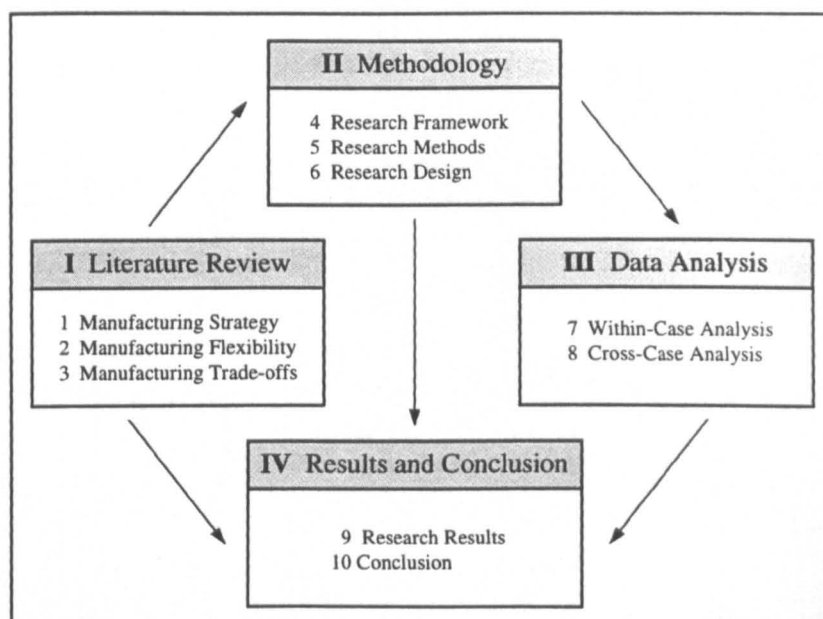 II Methodology
4 Research Framework
5 Research Methods
6 Research Design
I Literature Review
1 Manufacturing Strategy
2 Manufacturing Flexibility
3 Manufacturing Trade-offs
III Data Analysis
7 Within-Case Analysis
8 Cross-Case Analysis
IV Results and Conclusion
9 Research Results
10 Conclusion